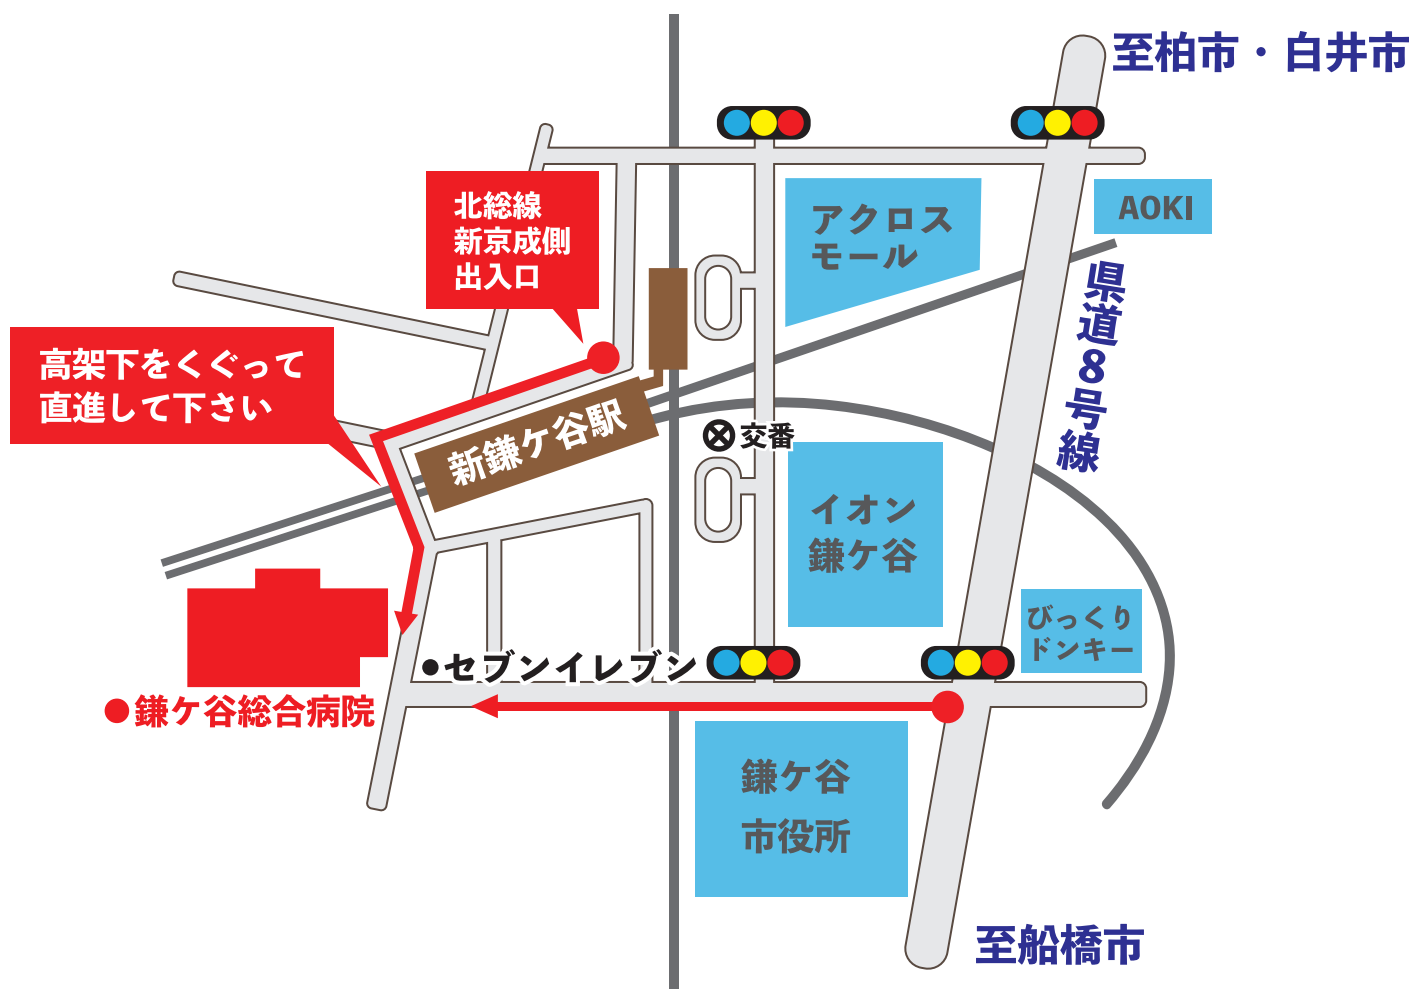 至柏市・白井市
北総線
新京成側
出入口
アクロス
モール
AOKI
県道8号線
高架下をくぐって
直進して下さい
新鎌ケ谷駅
交番
イオン
鎌ケ谷
びっくり
ドンキー
●セブンイレブン
●鎌ケ谷総合病院
鎌ケ谷
市役所
至船橋市